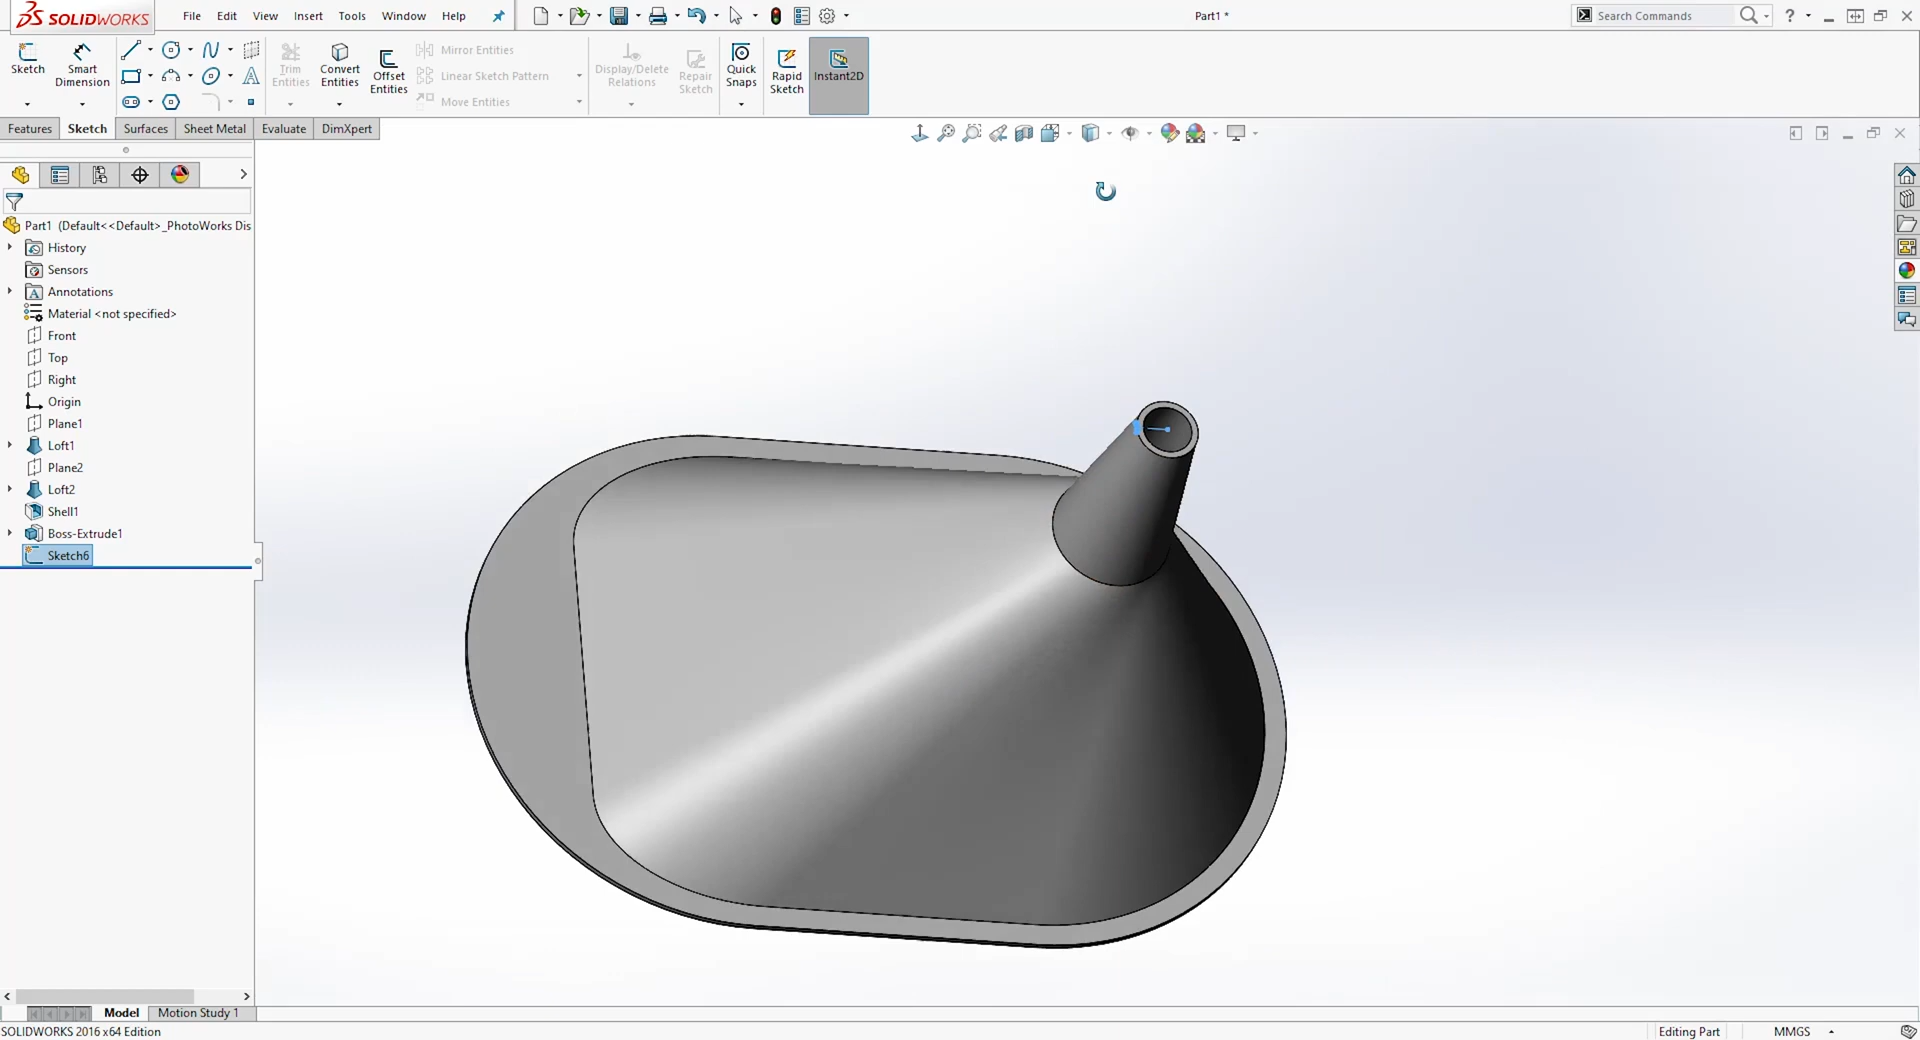 SOLIDWORKS
File Edit View Insert Tools Window Help
Part1 *
Search Commands
?
Sketch
Smart Dimension
Trim Entities
Convert Entities
Offset Entities
Mirror Entities
Linear Sketch Pattern
Move Entities
Display/Delete Relations
Repair Sketch
Quick Snaps
Rapid Sketch
Instant2D
Features Sketch Surfaces Sheet Metal Evaluate DimXpert
Part1 (Default<<Default>_PhotoWorks Dis
History
Sensors
Annotations
Material <not specified>
Front
Top
Right
Origin
Plane1
Loft1
Plane2
Loft2
Shell1
Boss-Extrude1
Sketch6
Model Motion Study 1
SOLIDWORKS 2016 x64 Edition
Editing Part
MMGS